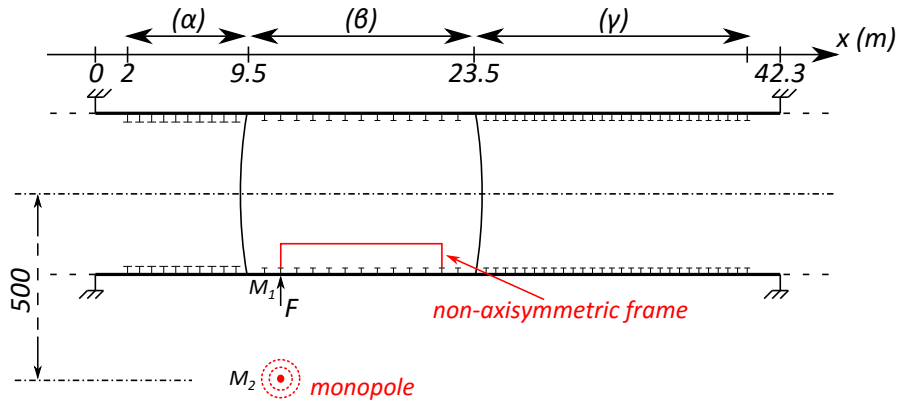 (α) (β) (γ)
x (m)
0 2 9.5 23.5 42.3
500
M1 F
non-axisymmetric frame
M2 monopole